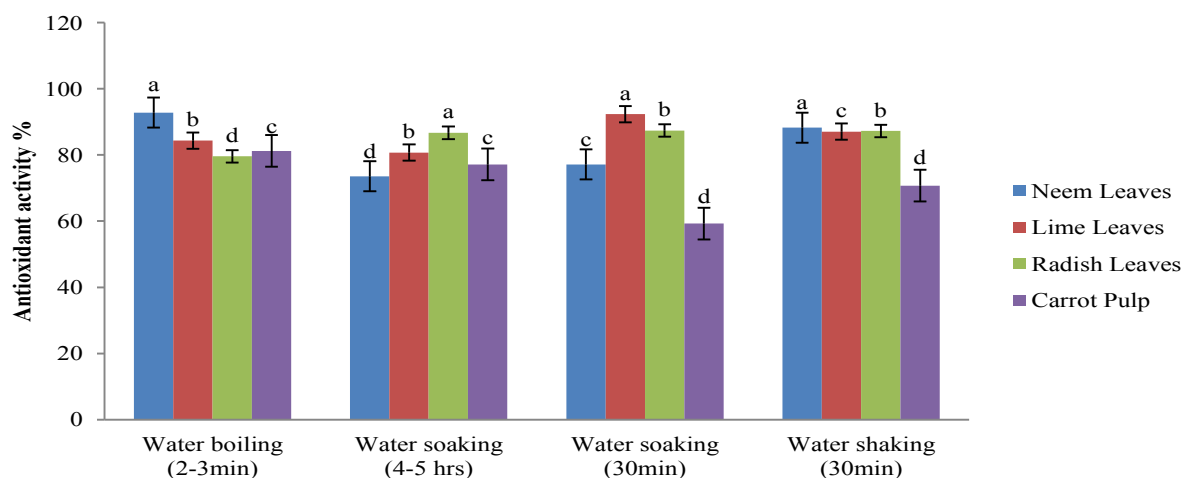 Antioxidant activity %
120
100
80
60
40
20
0
a
b
d
c
d
b
a
c
c
a
b
d
a
c
b
d
Water boiling
(2-3min)
Water soaking
(4-5 hrs)
Water soaking
(30min)
Water shaking
(30min)
Neem Leaves
Lime Leaves
Radish Leaves
Carrot Pulp